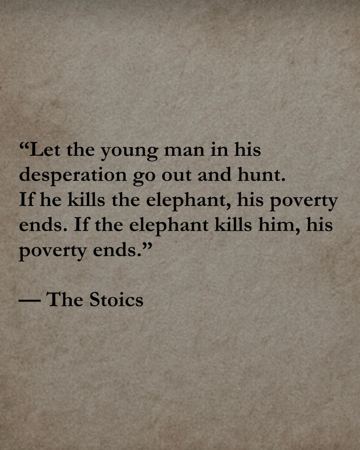 “Let the young man in his
desperation go out and hunt.
If he kills the elephant, his poverty
ends. If the elephant kills him, his
poverty ends.”
— The Stoics